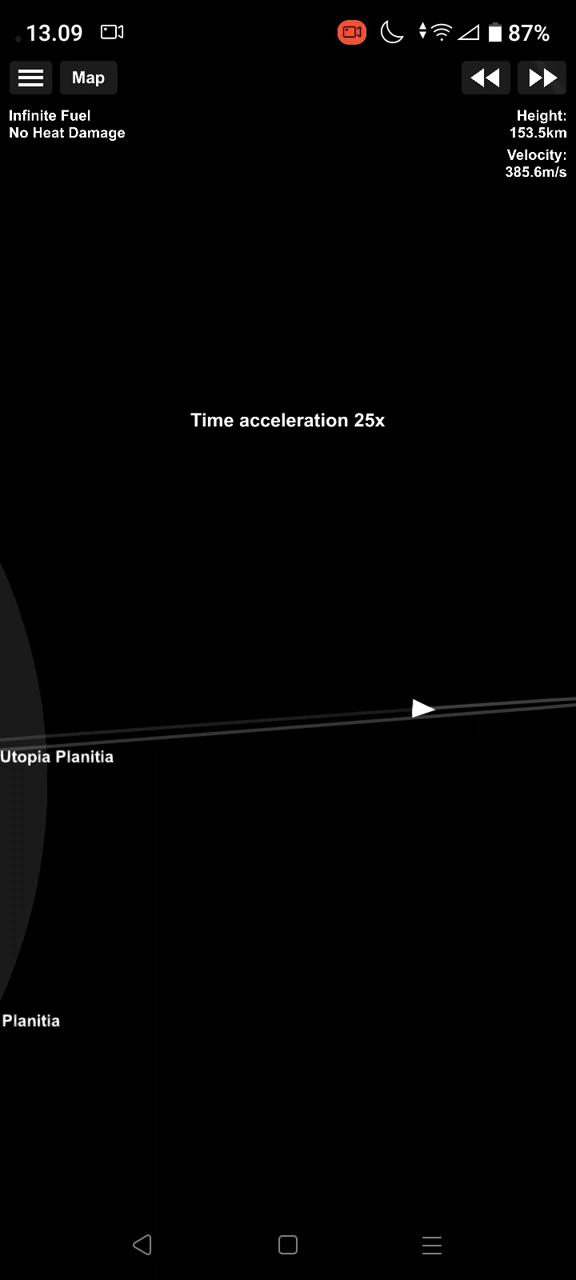 13.09
87%
Map
Infinite Fuel
No Heat Damage
Height:
153.5km
Velocity:
385.6m/s
Time acceleration 25x
Utopia Planitia
Planitia